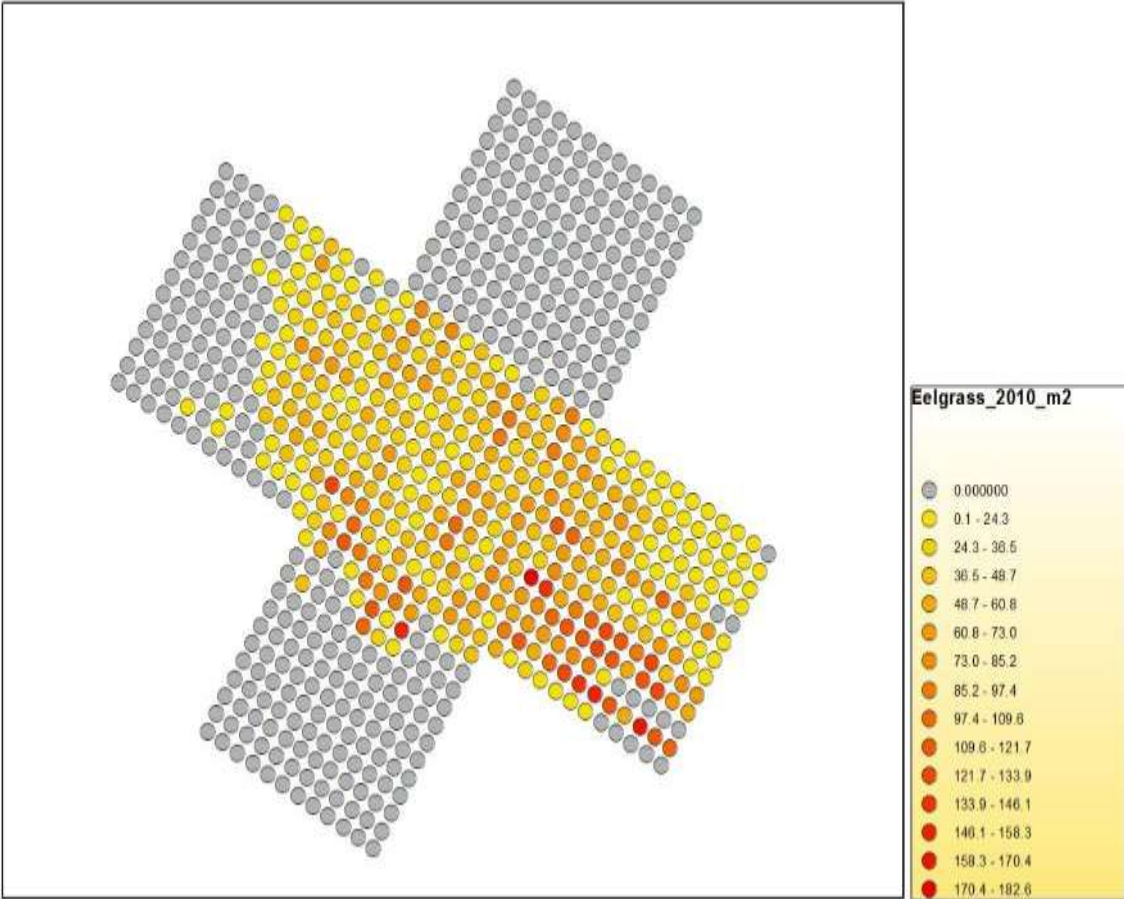 Eelgrass_2010_m2
0.000000
0.1 - 24.3
24.3 - 36.5
36.5 - 48.7
48.7 - 60.8
60.8 - 73.0
73.0 - 85.2
85.2 - 97.4
97.4 - 109.6
109.6 - 121.7
121.7 - 133.9
133.9 - 146.1
146.1 - 158.3
158.3 - 170.4
170.4 - 182.6